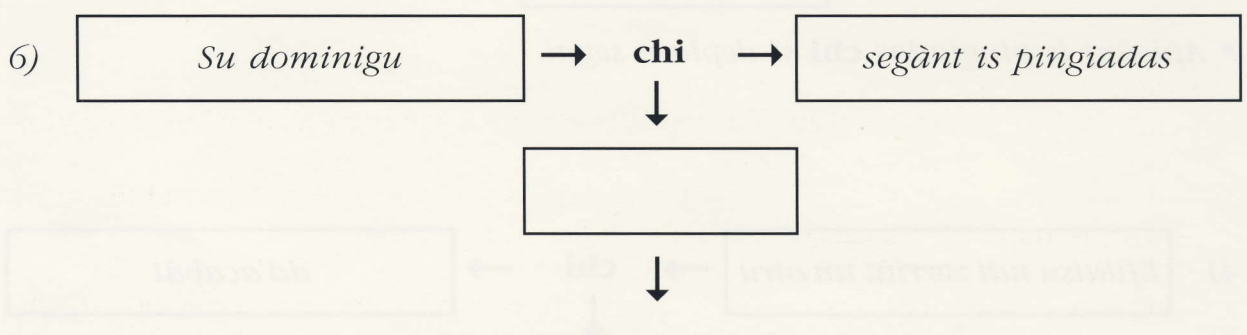 6) Su dominigu → chi → segànt is pingiadas